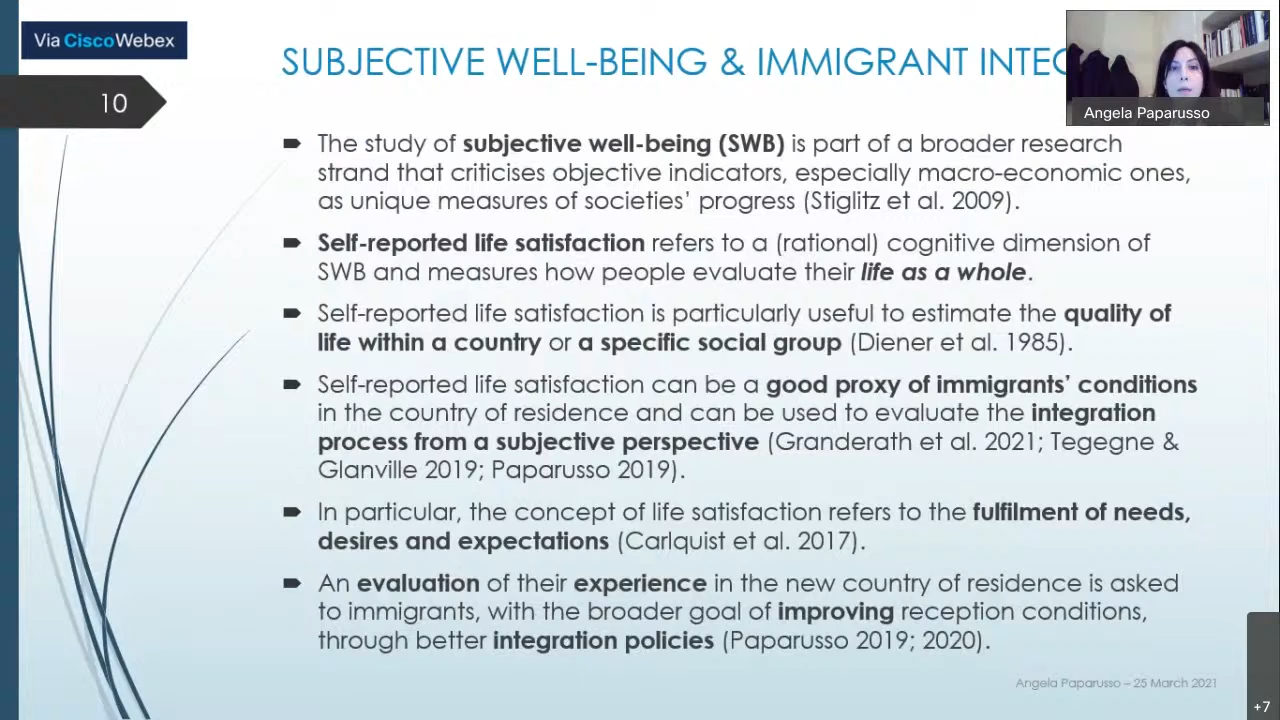 Via CiscoWebex
SUBJECTIVE WELL-BEING & IMMIGRANT INTEG
Angela Paparusso
10
The study of subjective well-being (SWB) is part of a broader research
strand that criticises objective indicators, especially macro-economic ones,
as unique measures of societies’ progress (Stiglitz et al. 2009).
Self-reported life satisfaction refers to a (rational) cognitive dimension of
SWB and measures how people evaluate their life as a whole.
Self-reported life satisfaction is particularly useful to estimate the quality of
life within a country or a specific social group (Diener et al. 1985).
Self-reported life satisfaction can be a good proxy of immigrants’ conditions
in the country of residence and can be used to evaluate the integration
process from a subjective perspective (Granderath et al. 2021; Tegegne &
Glanville 2019; Paparusso 2019).
In particular, the concept of life satisfaction refers to the fulfilment of needs,
desires and expectations (Carlquist et al. 2017).
An evaluation of their experience in the new country of residence is asked
to immigrants, with the broader goal of improving reception conditions,
through better integration policies (Paparusso 2019; 2020).
Angela Paparusso – 25 March 2021
+7